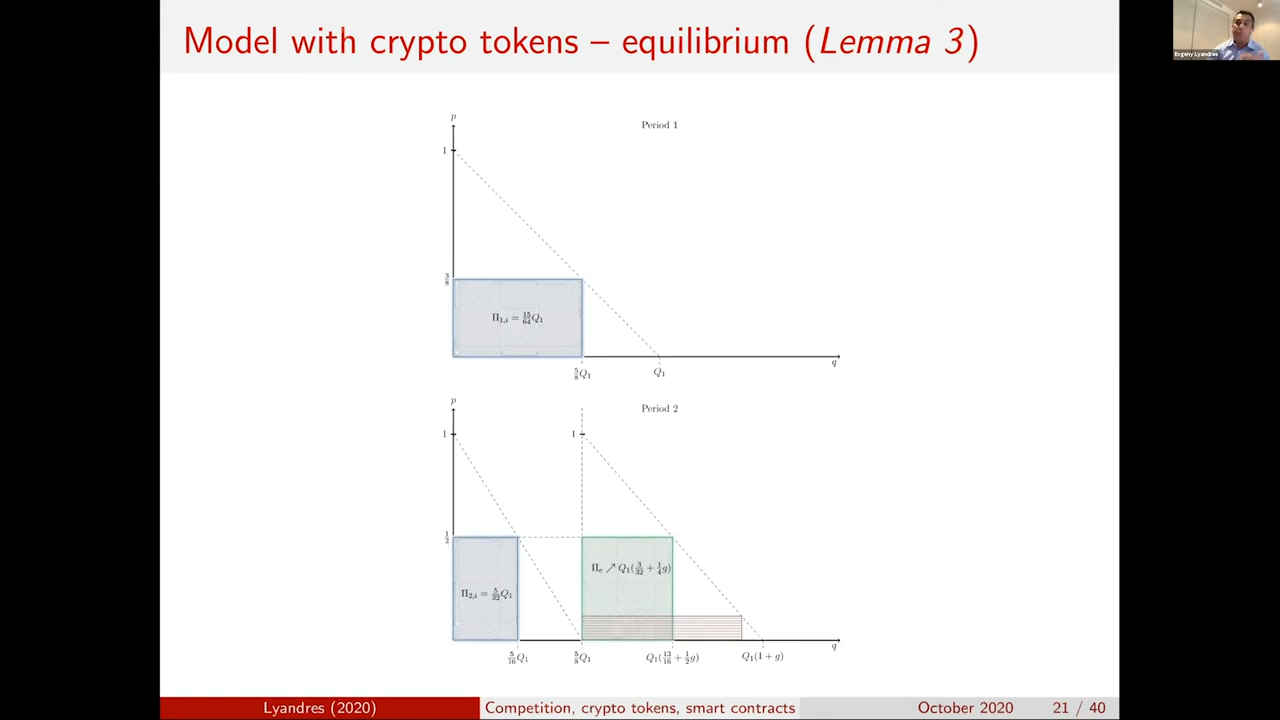 Model with crypto tokens – equilibrium (Lemma 3)
Evgeny Lyandres
p
Period 1
1
3/8
Π₁,ᵢ = 15/64 Q₁
5/8 Q₁
Q₁
q
p
Period 2
1
1
1/2
Πₑ ↗ Q₁(3/32 + 1/4 g)
Π₂,ᵢ = 5/32 Q₁
5/16 Q₁
5/8 Q₁
Q₁(13/16 + 1/2 g)
Q₁(1 + g)
q
Lyandres (2020)
Competition, crypto tokens, smart contracts
October 2020
21 / 40